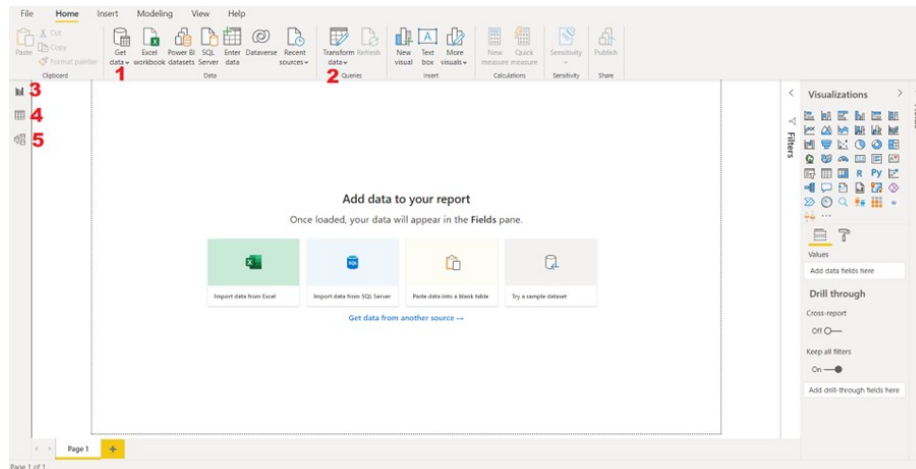 File Home Insert Modeling View Help
Paste
Cut
Copy
Format painter
Get data
Excel workbook
Power BI datasets
SQL Server
Enter data
Dataverse
Recent sources
Transform data
Refresh
New visual
Text box
More visuals
New measure
Quick measure
Sensitivity
Publish
1
2
Clipboard Data Queries Insert Calculations Sensitivity Share
3
4
5
Filters
Add data to your report
Once loaded, your data will appear in the Fields pane.
SQL
Import data from Excel
Import data from SQL Server
Paste data into a blank table
Try a sample dataset
Get data from another source →
Visualizations
R Py
Values
Add data fields here
Drill through
Cross-report
Off
Keep all filters
On
Add drill-through fields here
Page 1
Page 1 of 1